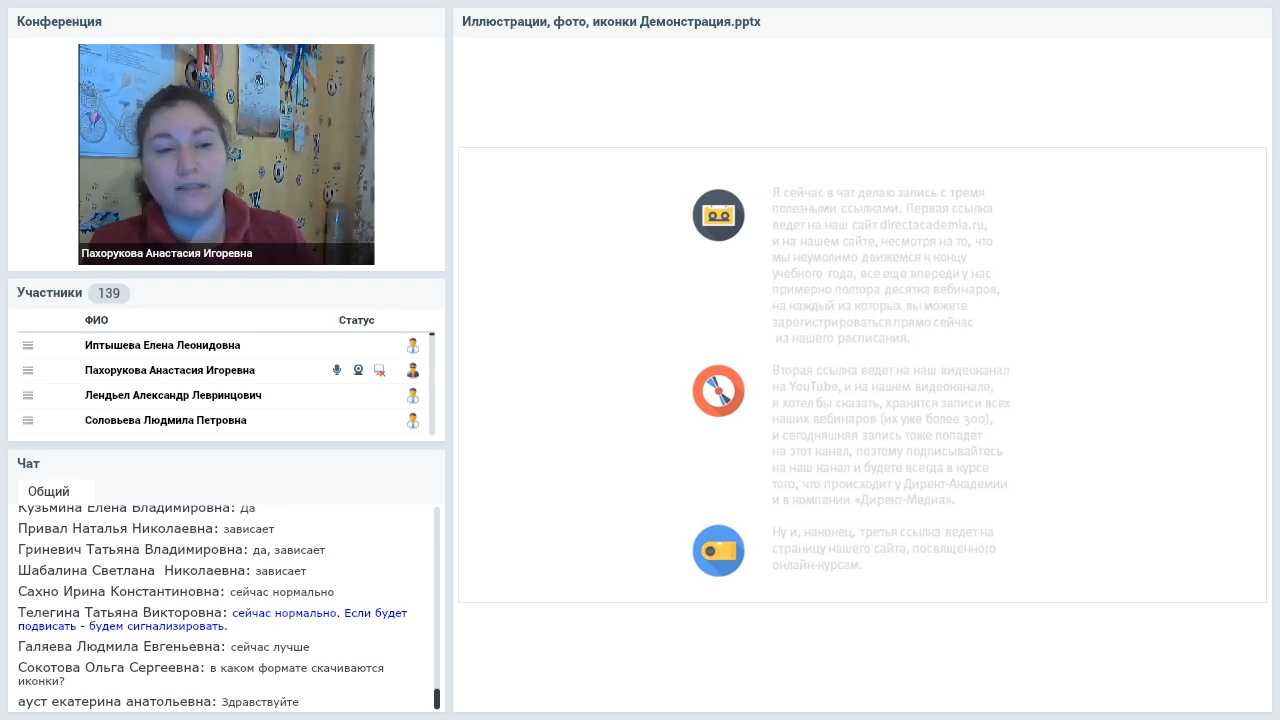 Конференция
Пахорукова Анастасия Игоревна
Участники 139
ФИО Статус
Иптышева Елена Леонидовна
Пахорукова Анастасия Игоревна
Лендьел Александр Левринцович
Соловьева Людмила Петровна
Чат
Общий
Кузьмина Елена Владимировна: Да
Привал Наталья Николаевна: зависает
Гриневич Татьяна Владимировна: да, зависает
Шабалина Светлана Николаевна: зависает
Сахно Ирина Константиновна: сейчас нормально
Телегина Татьяна Викторовна: сейчас нормально. Если будет
подвисать - будем сигнализировать.
Галяева Людмила Евгеньевна: сейчас лучше
Сокотова Ольга Сергеевна: в каком формате скачиваются
иконки?
ауст екатерина анатольевна: Здравствуйте
Иллюстрации, фото, иконки Демонстрация.pptx
Я сейчас в чат делаю запись с тремя
полезными ссылками. Первая ссылка
ведет на наш сайт directacademia.ru,
и на нашем сайте, несмотря на то, что
мы неумолимо движемся к концу
учебного года, все еще впереди у нас
примерно полтора десятка вебинаров,
на каждый из которых вы можете
зарегистрироваться прямо сейчас
из нашего расписания.
Вторая ссылка ведет на наш видеоканал
на YouTube, и на нашем видеоканале,
я хотел бы сказать, хранятся записи всех
наших вебинаров (их уже более 300),
и сегодняшняя запись тоже попадет
на этот канал, поэтому подписывайтесь
на наш канал и будете всегда в курсе
того, что происходит у Директ-Академии
и в компании «Директ-Медиа».
Ну и, наконец, третья ссылка ведет на
страницу нашего сайта, посвященного
онлайн-курсам.